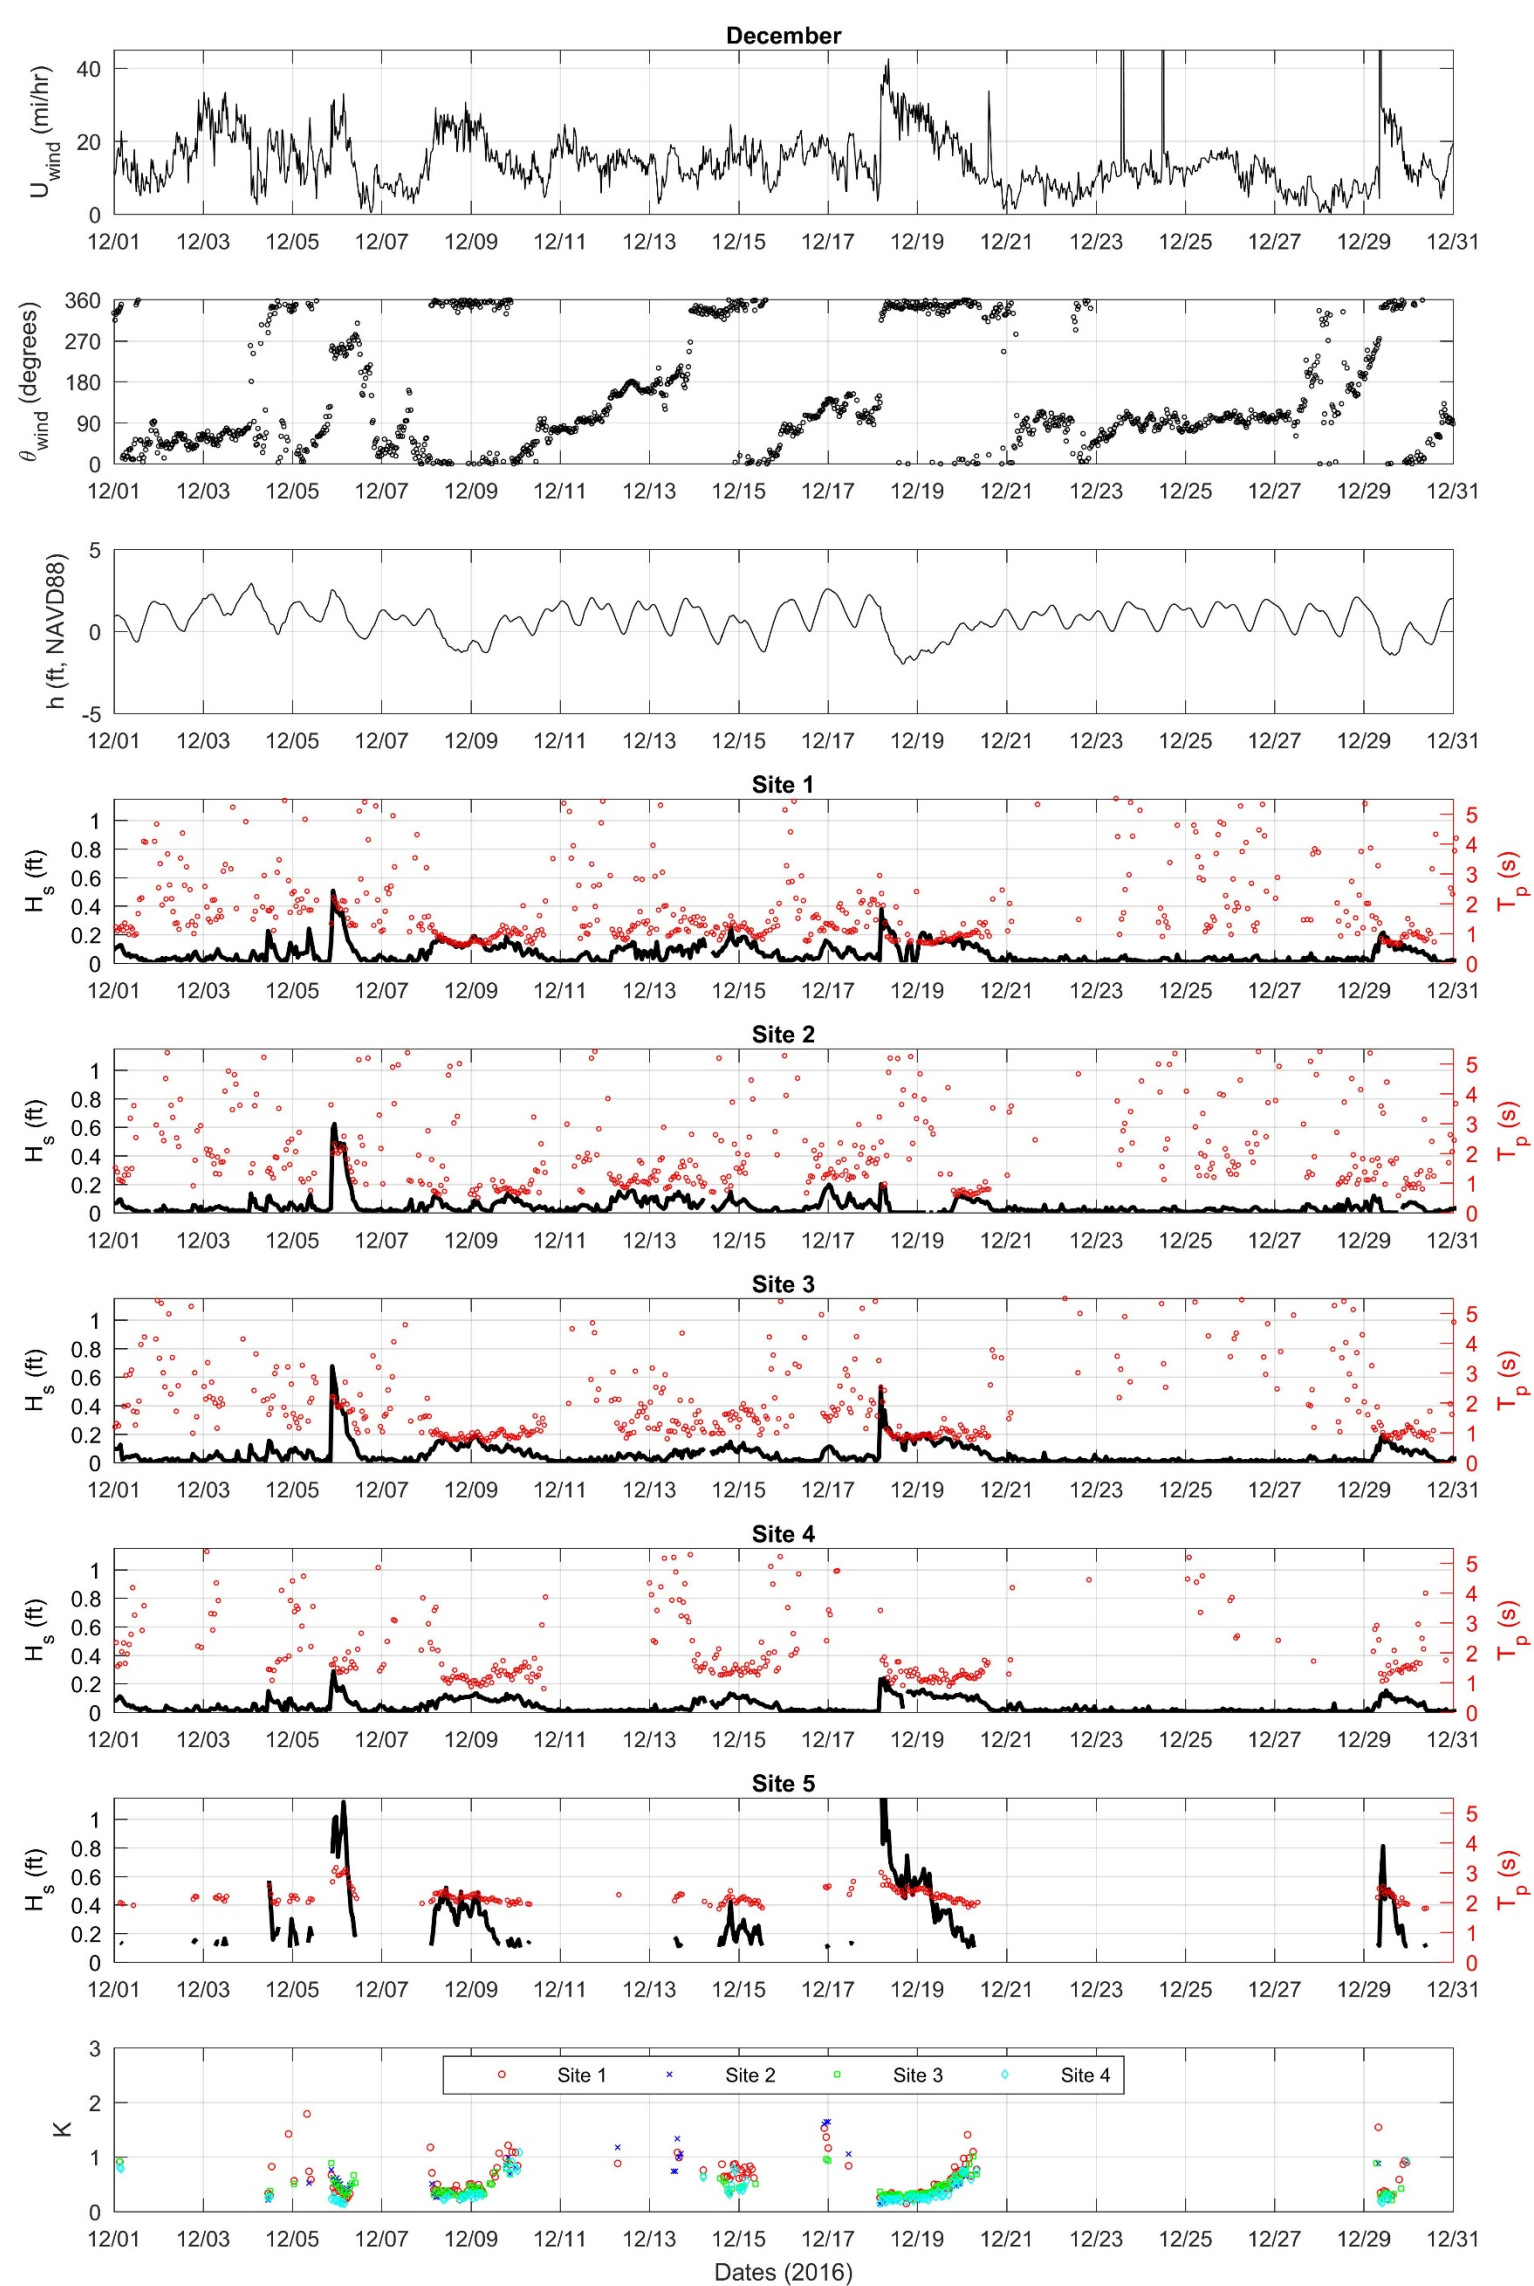 December
U_wind (mi/hr)
40
20
0
12/01 12/03 12/05 12/07 12/09 12/11 12/13 12/15 12/17 12/19 12/21 12/23 12/25 12/27 12/29 12/31
θ_wind (degrees)
360
270
180
90
0
12/01 12/03 12/05 12/07 12/09 12/11 12/13 12/15 12/17 12/19 12/21 12/23 12/25 12/27 12/29 12/31
h (ft, NAVD88)
5
0
-5
12/01 12/03 12/05 12/07 12/09 12/11 12/13 12/15 12/17 12/19 12/21 12/23 12/25 12/27 12/29 12/31
Site 1
H_s (ft)
1 5
0.8 4
0.6 3
0.4 2
0.2 1
0 0
T_p (s)
12/01 12/03 12/05 12/07 12/09 12/11 12/13 12/15 12/17 12/19 12/21 12/23 12/25 12/27 12/29 12/31
Site 2
H_s (ft)
1 5
0.8 4
0.6 3
0.4 2
0.2 1
0 0
T_p (s)
12/01 12/03 12/05 12/07 12/09 12/11 12/13 12/15 12/17 12/19 12/21 12/23 12/25 12/27 12/29 12/31
Site 3
H_s (ft)
1 5
0.8 4
0.6 3
0.4 2
0.2 1
0 0
T_p (s)
12/01 12/03 12/05 12/07 12/09 12/11 12/13 12/15 12/17 12/19 12/21 12/23 12/25 12/27 12/29 12/31
Site 4
H_s (ft)
1 5
0.8 4
0.6 3
0.4 2
0.2 1
0 0
T_p (s)
12/01 12/03 12/05 12/07 12/09 12/11 12/13 12/15 12/17 12/19 12/21 12/23 12/25 12/27 12/29 12/31
Site 5
H_s (ft)
1 5
0.8 4
0.6 3
0.4 2
0.2 1
0 0
T_p (s)
12/01 12/03 12/05 12/07 12/09 12/11 12/13 12/15 12/17 12/19 12/21 12/23 12/25 12/27 12/29 12/31
K
3
Site 1 Site 2 Site 3 Site 4
2
1
0
12/01 12/03 12/05 12/07 12/09 12/11 12/13 12/15 12/17 12/19 12/21 12/23 12/25 12/27 12/29 12/31
Dates (2016)